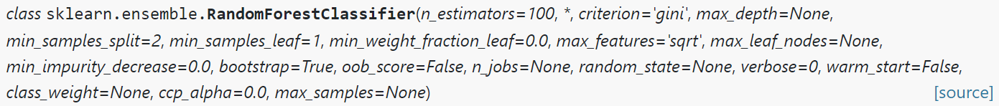 class sklearn.ensemble.RandomForestClassifier(n_estimators=100, *, criterion='gini', max_depth=None,
min_samples_split=2, min_samples_leaf=1, min_weight_fraction_leaf=0.0, max_features='sqrt', max_leaf_nodes=None,
min_impurity_decrease=0.0, bootstrap=True, oob_score=False, n_jobs=None, random_state=None, verbose=0, warm_start=False,
class_weight=None, ccp_alpha=0.0, max_samples=None) [source]